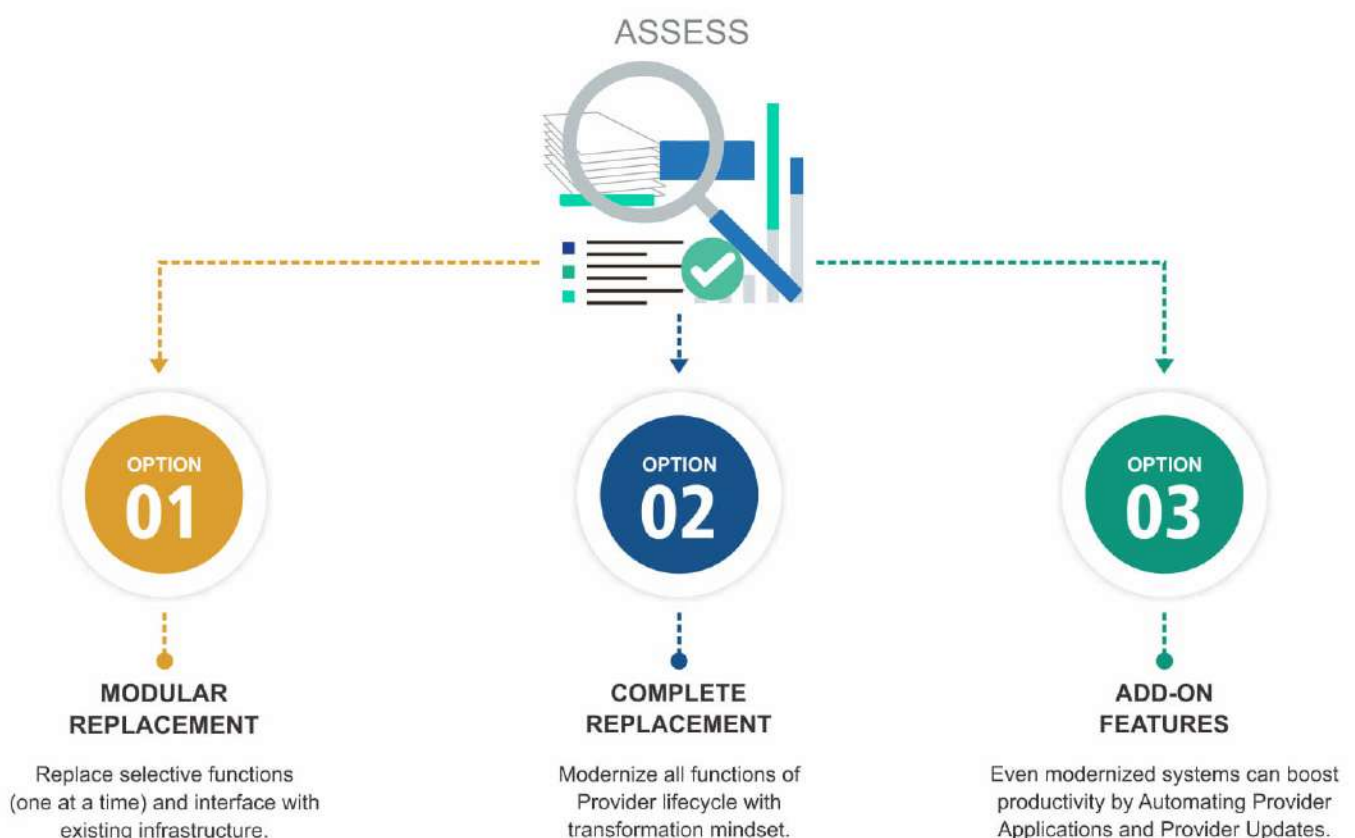 ASSESS
OPTION
01
MODULAR
REPLACEMENT
Replace selective functions
(one at a time) and interface with
existing infrastructure.
OPTION
02
COMPLETE
REPLACEMENT
Modernize all functions of
Provider lifecycle with
transformation mindset.
OPTION
03
ADD-ON
FEATURES
Even modernized systems can boost
productivity by Automating Provider
Applications and Provider Updates.